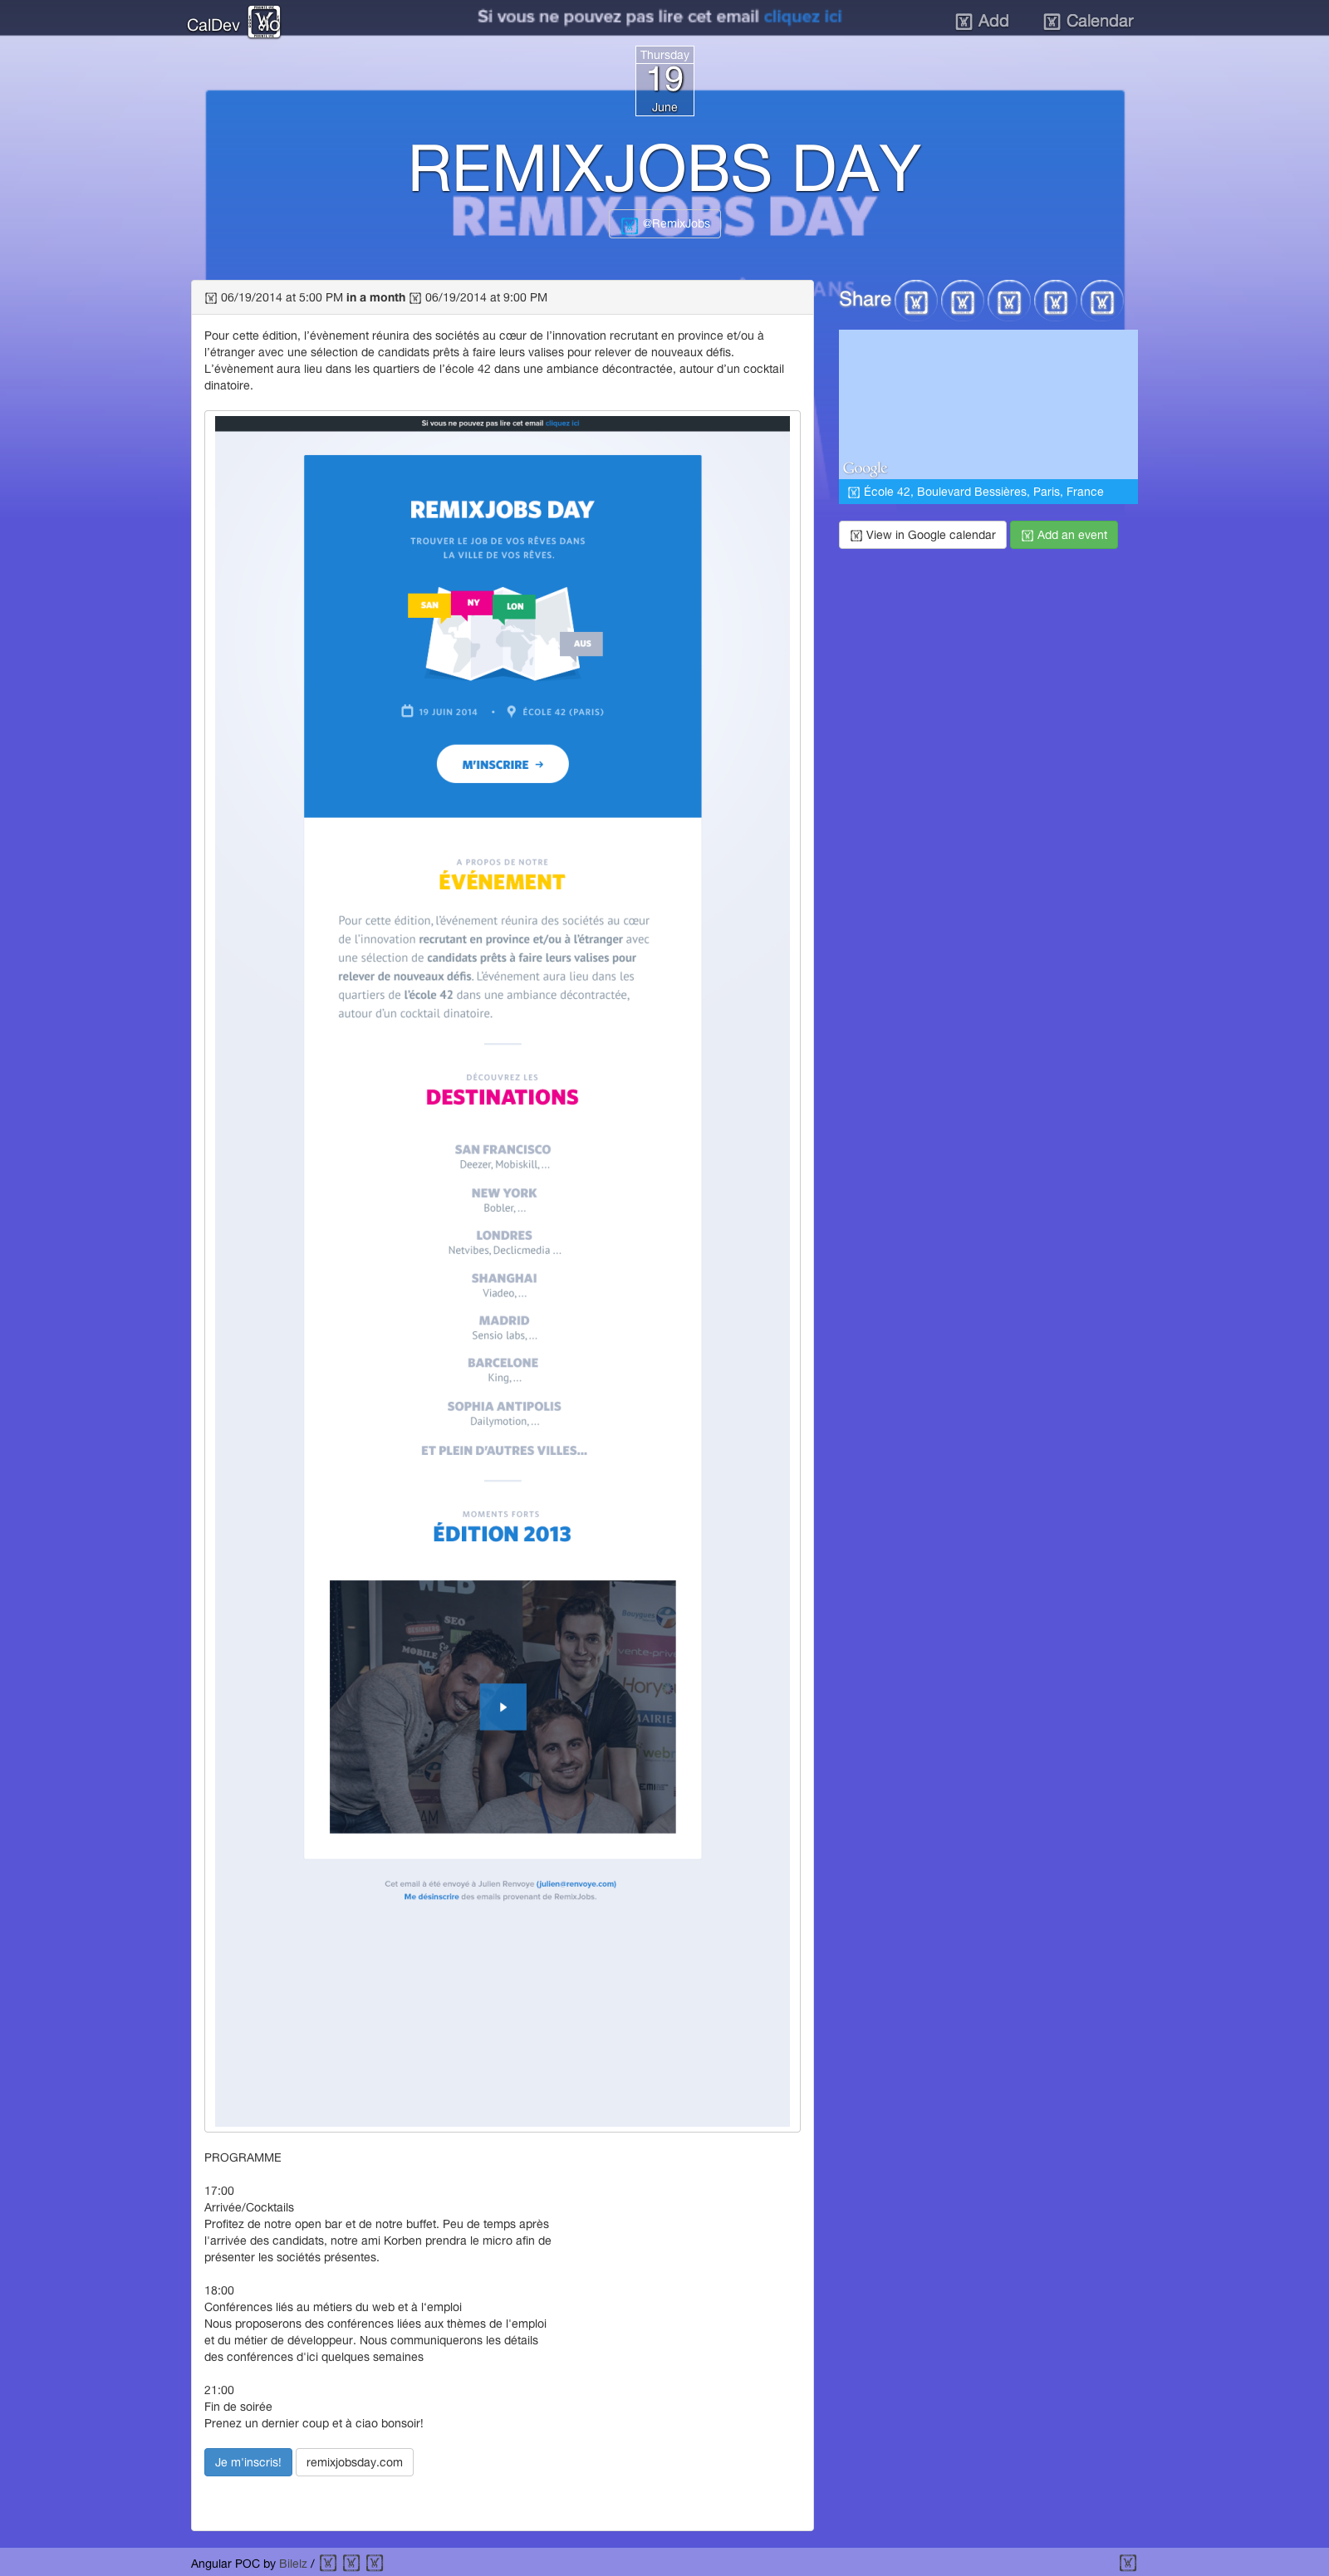 CalDev
Si vous ne pouvez pas lire cet email cliquez ici
Add
Calendar
Thursday
19
June
REMIXJOBS DAY
REMIXJOBS DAY
@RemixJobs
06/19/2014 at 5:00 PM in a month 06/19/2014 at 9:00 PM
Share
Pour cette édition, l'évènement réunira des sociétés au cœur de l'innovation recrutant en province et/ou à
l'étranger avec une sélection de candidats prêts à faire leurs valises pour relever de nouveaux défis.
L'évènement aura lieu dans les quartiers de l'école 42 dans une ambiance décontractée, autour d'un cocktail
dinatoire.
Google
École 42, Boulevard Bessières, Paris, France
View in Google calendar
Add an event
Si vous ne pouvez pas lire cet email cliquez ici
REMIXJOBS DAY
TROUVER LE JOB DE VOS RÊVES DANS
LA VILLE DE VOS RÊVES.
SAN
NY
LON
AUS
19 JUIN 2014 • ÉCOLE 42 (PARIS)
M'INSCRIRE →
A PROPOS DE NOTRE
ÉVÉNEMENT
Pour cette édition, l'événement réunira des sociétés au cœur
de l'innovation recrutant en province et/ou à l'étranger avec
une sélection de candidats prêts à faire leurs valises pour
relever de nouveaux défis. L'événement aura lieu dans les
quartiers de l'école 42 dans une ambiance décontractée,
autour d'un cocktail dinatoire.
DÉCOUVREZ LES
DESTINATIONS
SAN FRANCISCO
Deezer, Mobiskill, ...
NEW YORK
Bobler, ...
LONDRES
Netvibes, Declicmedia ...
SHANGHAI
Viadeo, ...
MADRID
Sensio labs, ...
BARCELONE
King, ...
SOPHIA ANTIPOLIS
Dailymotion, ...
ET PLEIN D'AUTRES VILLES...
MOMENTS FORTS
ÉDITION 2013
WEB
SEO
MOBILE
Bouygues
vente-privé
Horyou
MAIRIE
webr
Cet email à été envoyé à Julien Renvoye (julien@renvoye.com)
Me désinscrire des emails provenant de RemixJobs.
PROGRAMME
17:00
Arrivée/Cocktails
Profitez de notre open bar et de notre buffet. Peu de temps après
l'arrivée des candidats, notre ami Korben prendra le micro afin de
présenter les sociétés présentes.
18:00
Conférences liés au métiers du web et à l'emploi
Nous proposerons des conférences liées aux thèmes de l'emploi
et du métier de développeur. Nous communiquerons les détails
des conférences d'ici quelques semaines
21:00
Fin de soirée
Prenez un dernier coup et à ciao bonsoir!
Je m'inscris!
remixjobsday.com
Angular POC by Bilelz /